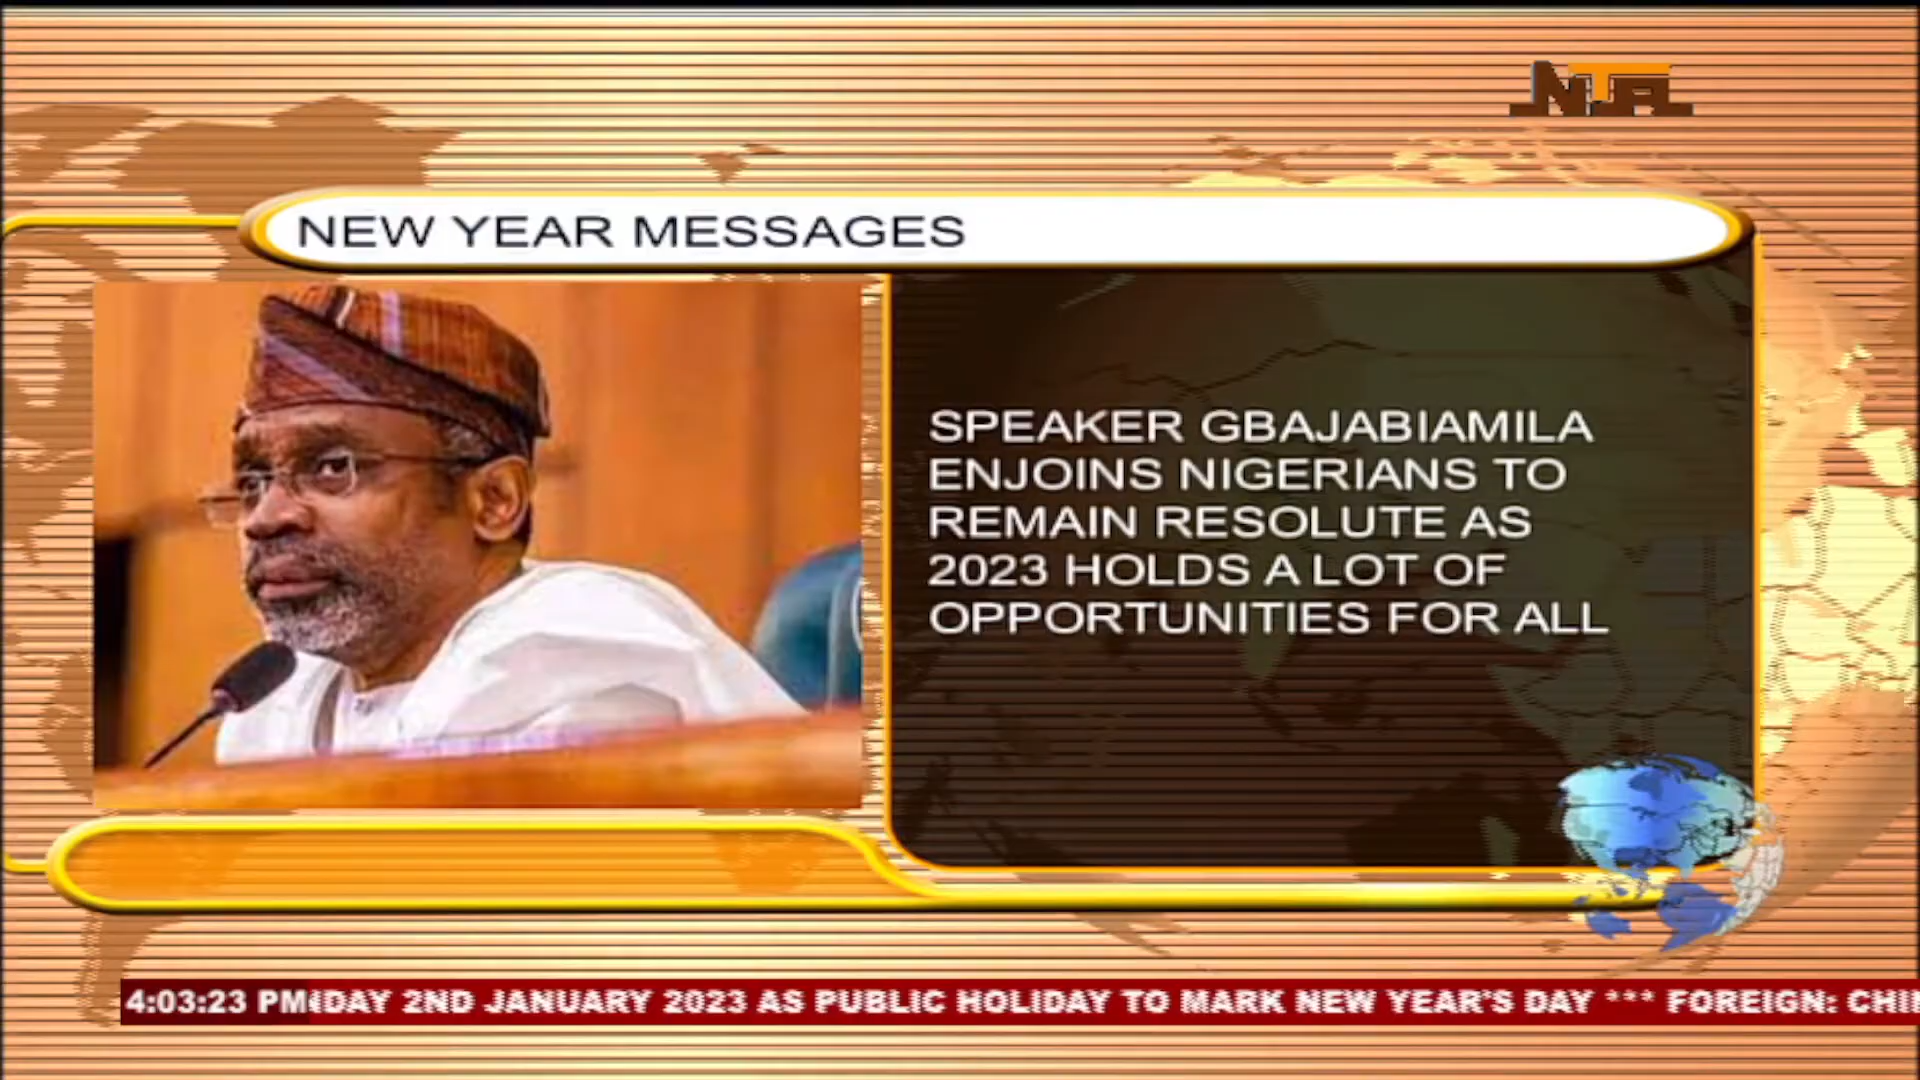 NTA
NEW YEAR MESSAGES
SPEAKER GBAJABIAMILA
ENJOINS NIGERIANS TO
REMAIN RESOLUTE AS
2023 HOLDS A LOT OF
OPPORTUNITIES FOR ALL
4:03:23 PM DAY 2ND JANUARY 2023 AS PUBLIC HOLIDAY TO MARK NEW YEAR'S DAY *** FOREIGN: